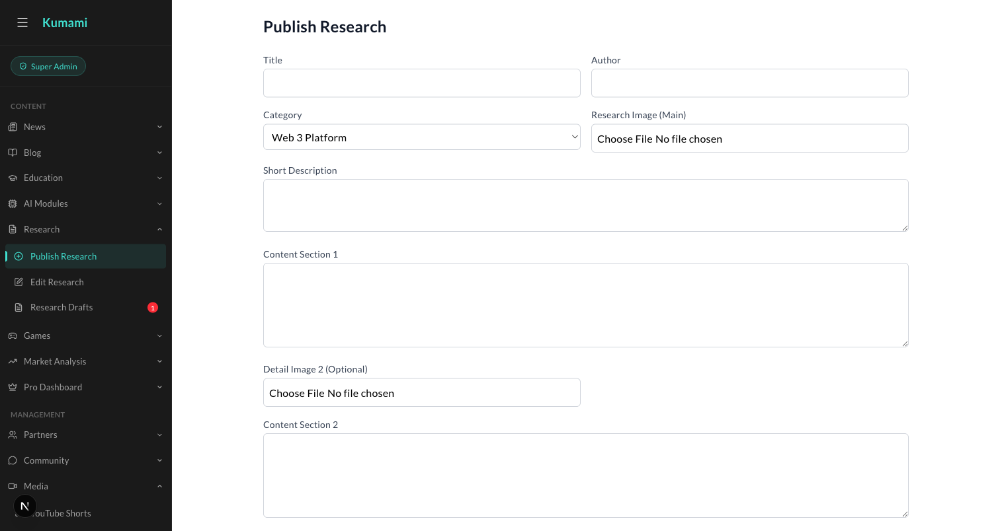 Kumami
Super Admin
CONTENT
News
Blog
Education
AI Modules
Research
Publish Research
Edit Research
Research Drafts 1
Games
Market Analysis
Pro Dashboard
MANAGEMENT
Partners
Community
Media
N
ouTube Shorts
Publish Research
Title
Author
Category
Web 3 Platform
Research Image (Main)
Choose File No file chosen
Short Description
Content Section 1
Detail Image 2 (Optional)
Choose File No file chosen
Content Section 2